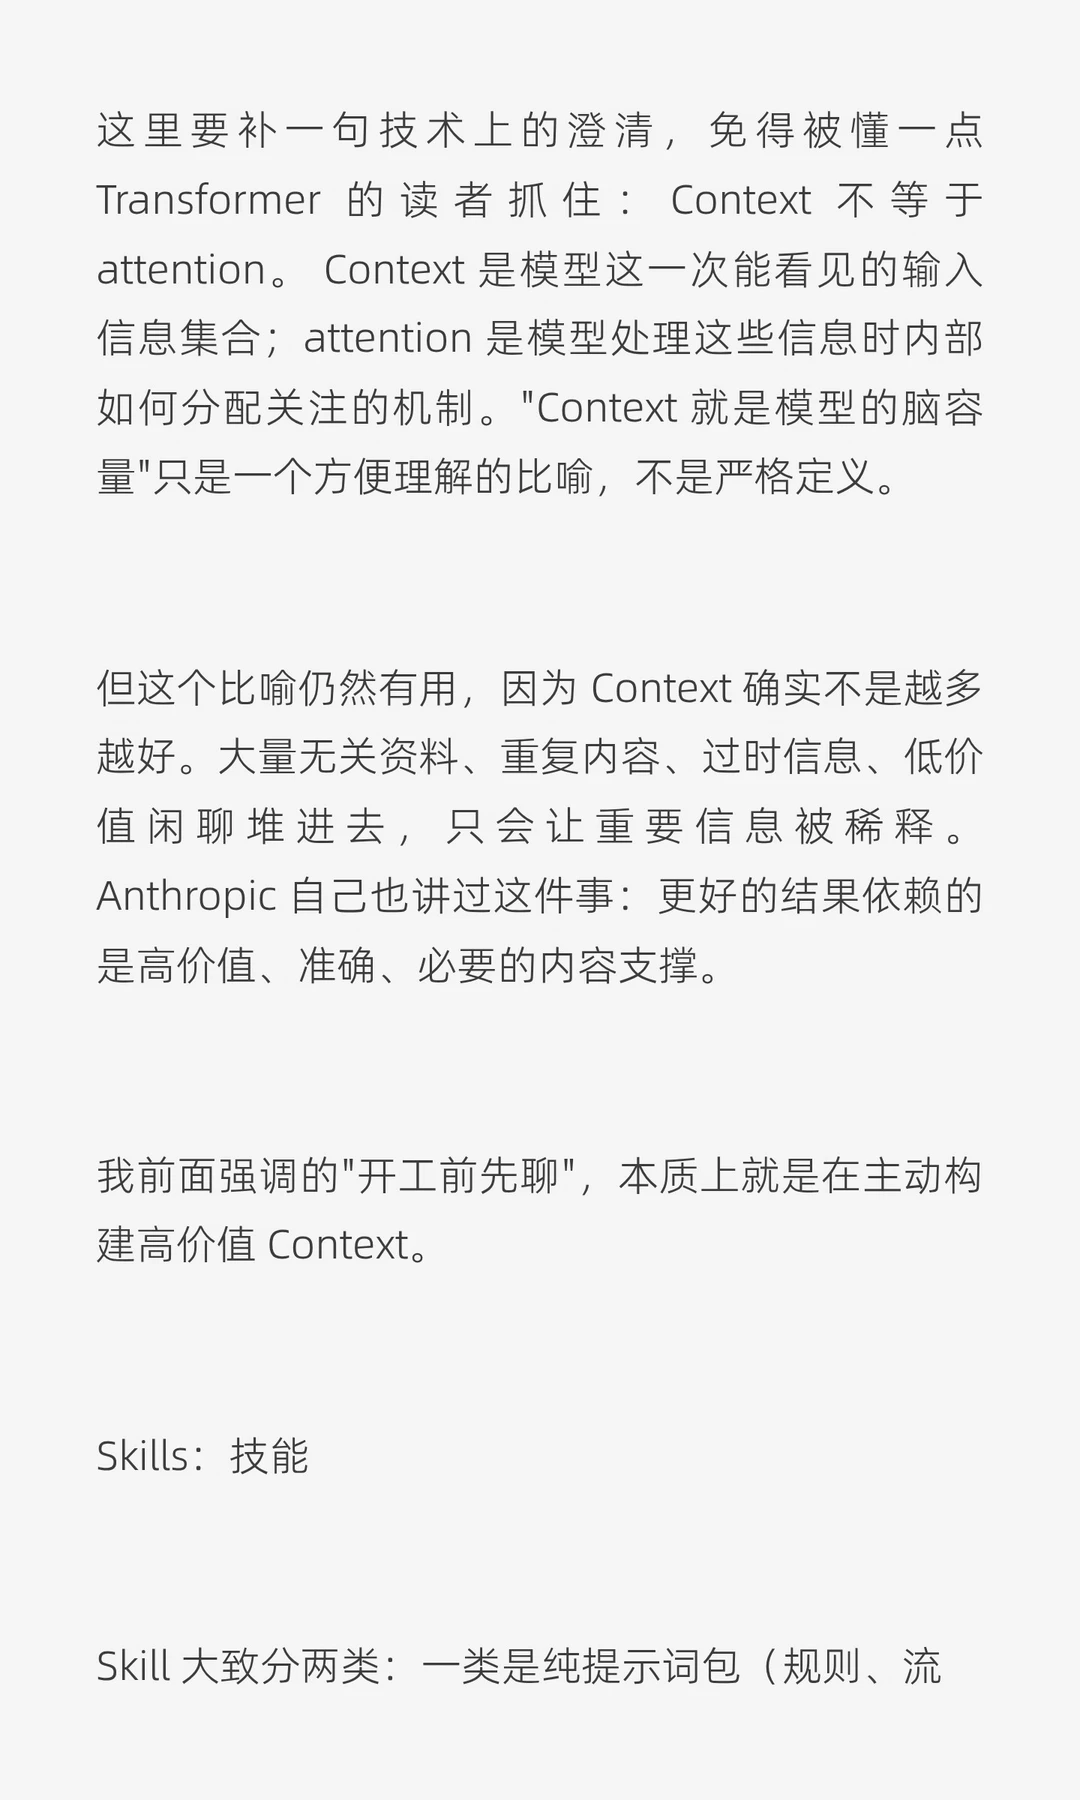 这里要补一句技术上的澄清，免得被懂一点
Transformer 的读者抓住：Context 不等于
attention。 Context 是模型这一次能看见的输入
信息集合；attention 是模型处理这些信息时内部
如何分配关注的机制。"Context 就是模型的脑容
量"只是一个方便理解的比喻，不是严格定义。
但这个比喻仍然有用，因为 Context 确实不是越多
越好。大量无关资料、重复内容、过时信息、低价
值闲聊堆进去，只会让重要信息被稀释。
Anthropic 自己也讲过这件事：更好的结果依赖的
是高价值、准确、必要的内容支撑。
我前面强调的"开工前先聊"，本质上就是在主动构
建高价值 Context。
Skills：技能
Skill 大致分两类：一类是纯提示词包（规则、流